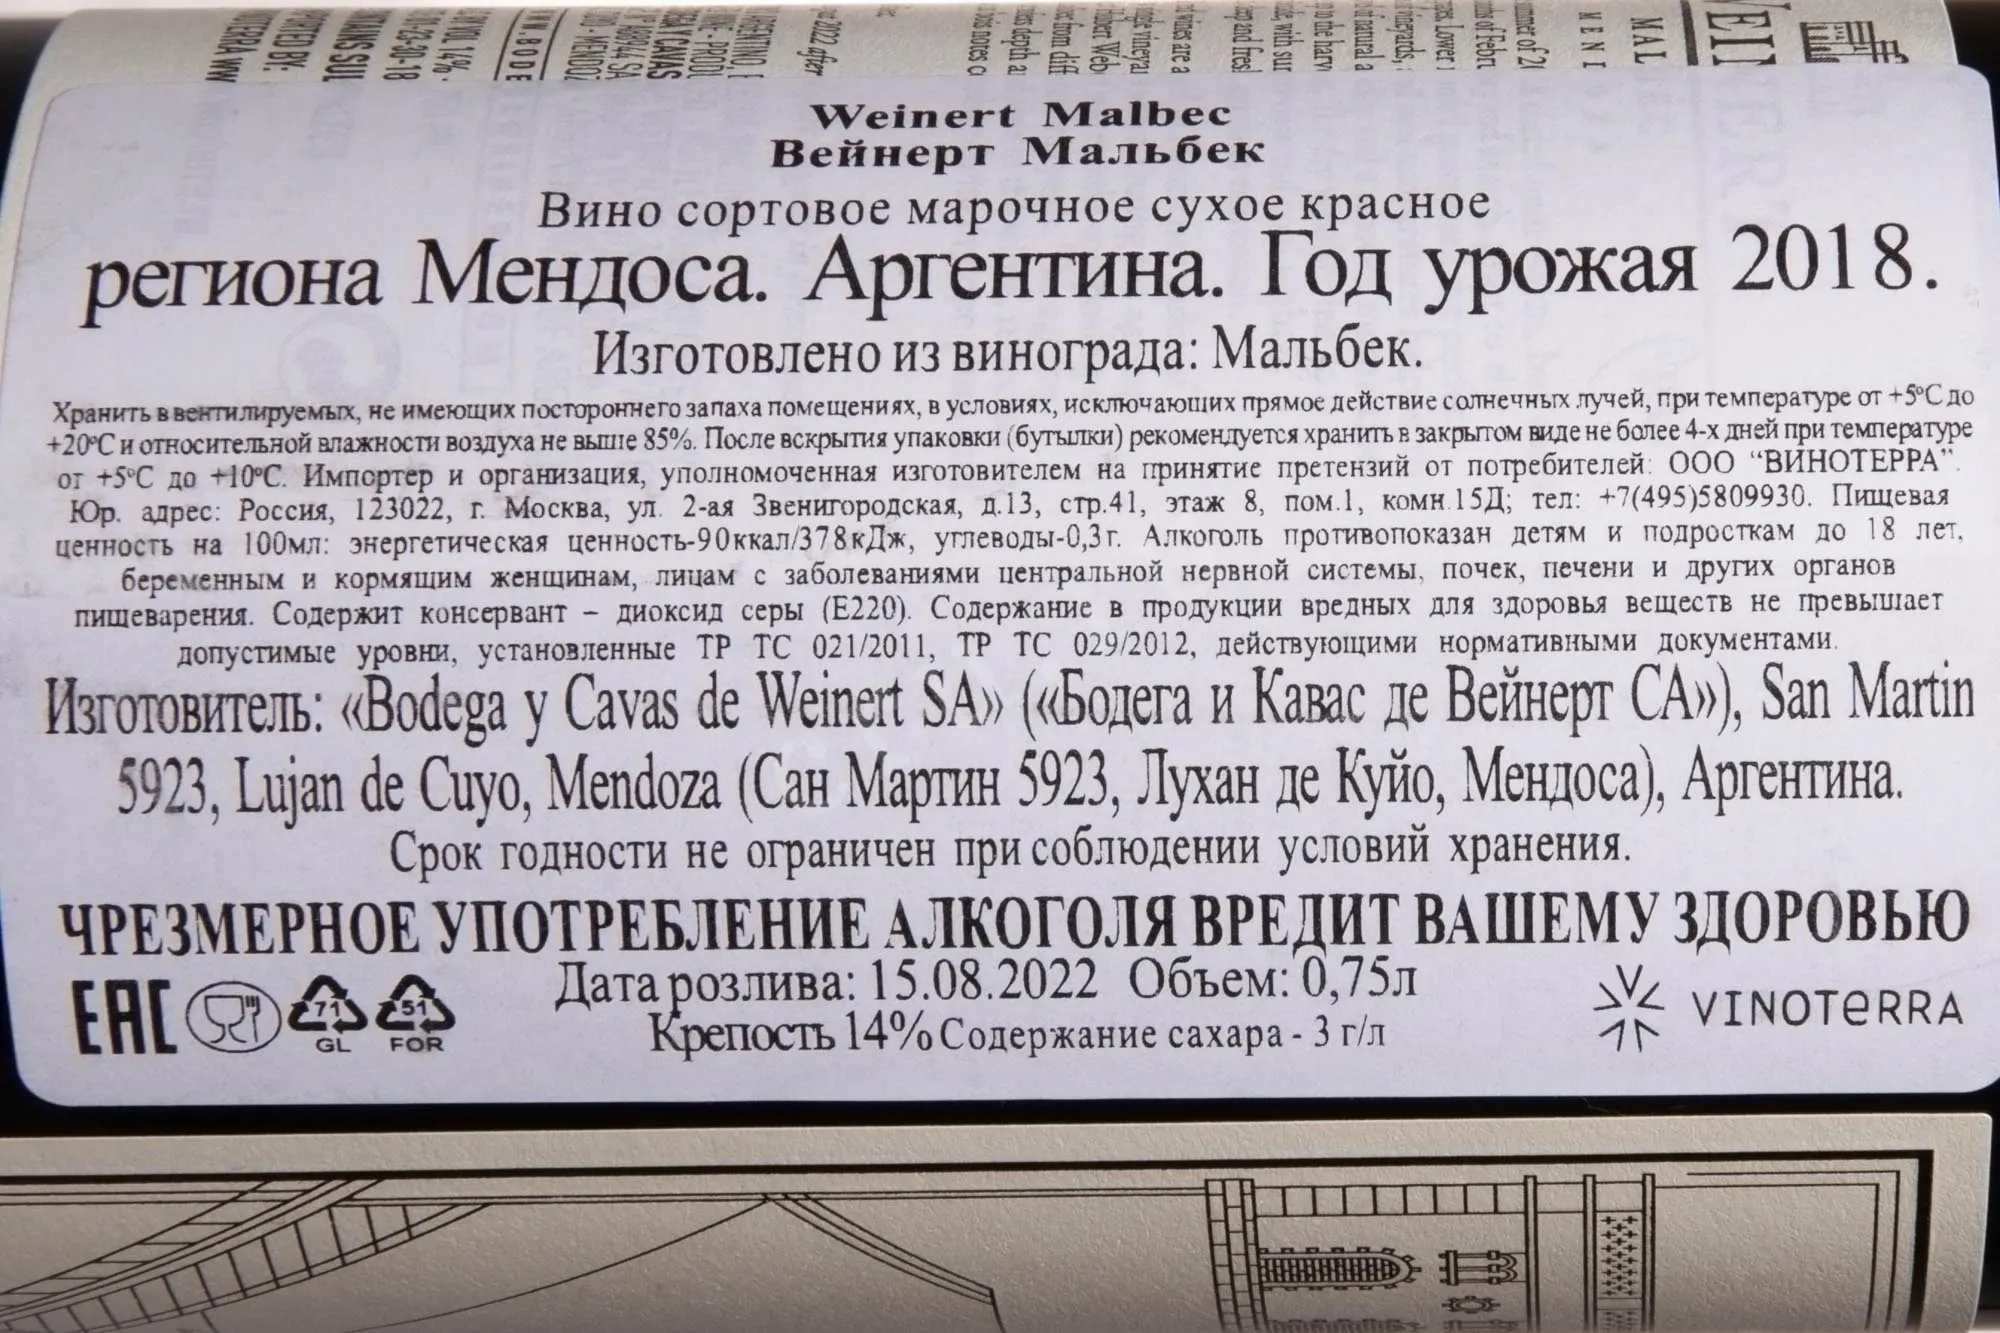 Weinert Malbec
Вейнерт Мальбек
Вино сортовое марочное сухое красное
региона Мендоса. Аргентина. Год урожая 2018.
Изготовлено из винограда: Мальбек.
Хранить в вентилируемых, не имеющих постороннего запаха помещениях, в условиях, исключающих прямое действие солнечных лучей, при температуре от +5°С до
+20°С и относительной влажности воздуха не выше 85%. После вскрытия упаковки (бутылки) рекомендуется хранить в закрытом виде не более 4-х дней при температуре
от +5°С до +10°С. Импортер и организация, уполномоченная изготовителем на принятие претензий от потребителей: ООО “ВИНОТЕРРА”.
Юр. адрес: Россия, 123022, г. Москва, ул. 2-ая Звенигородская, д.13, стр.41, этаж 8, пом.1, комн.15Д; тел: +7(495)5809930. Пищевая
ценность на 100мл: энергетическая ценность-90ккал/378кДж, углеводы-0,3г. Алкоголь противопоказан детям и подросткам до 18 лет,
беременным и кормящим женщинам, лицам с заболеваниями центральной нервной системы, почек, печени и других органов
пищеварения. Содержит консервант – диоксид серы (Е220). Содержание в продукции вредных для здоровья веществ не превышает
допустимые уровни, установленные ТР ТС 021/2011, ТР ТС 029/2012, действующими нормативными документами.
Изготовитель: «Bodega y Cavas de Weinert SA» («Бодега и Кавас де Вейнерт СА»), San Martin
5923, Lujan de Cuyo, Mendoza (Сан Мартин 5923, Лухан де Куйо, Мендоса), Аргентина.
Срок годности не ограничен при соблюдении условий хранения.
ЧРЕЗМЕРНОЕ УПОТРЕБЛЕНИЕ АЛКОГОЛЯ ВРЕДИТ ВАШЕМУ ЗДОРОВЬЮ
Дата розлива: 15.08.2022 Объем: 0,75л
Крепость 14% Содержание сахара - 3 г/л
EAC
71
GL
51
FOR
VINOTeRRA